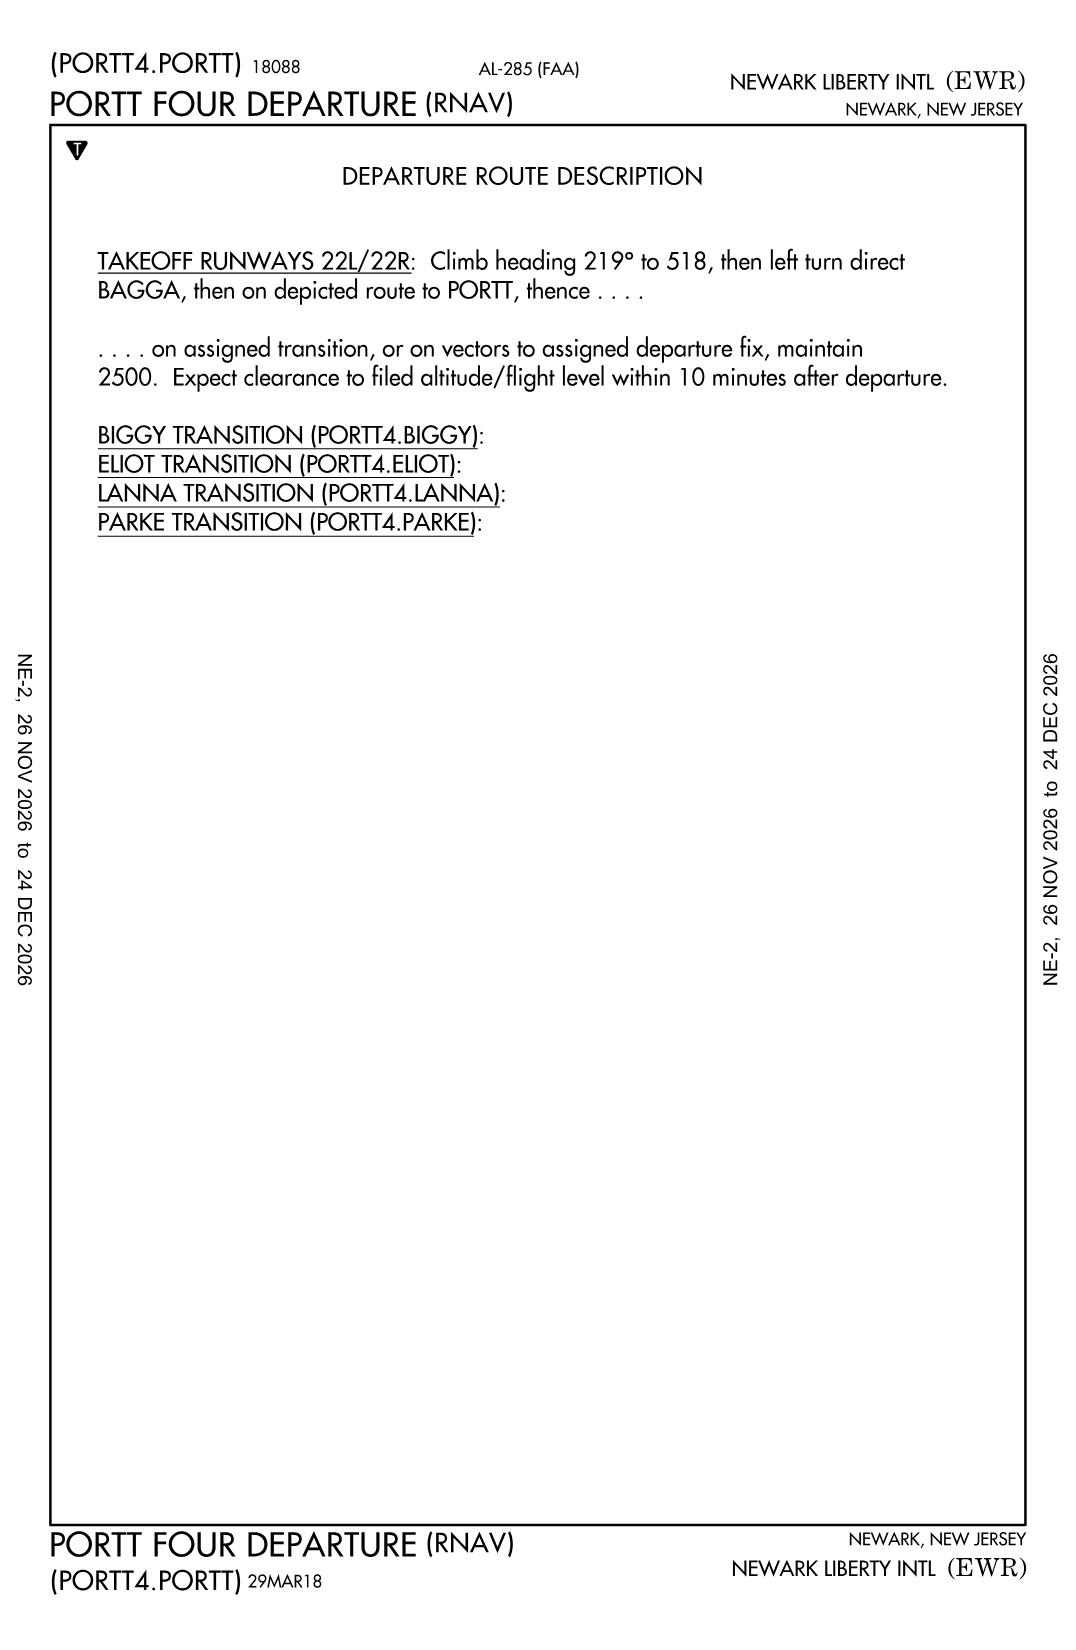 (PORTT4.PORTT) 18088
AL-285 (FAA)
NEWARK LIBERTY INTL (EWR)
PORTT FOUR DEPARTURE (RNAV)
NEWARK, NEW JERSEY
T
DEPARTURE ROUTE DESCRIPTION
TAKEOFF RUNWAYS 22L/22R: Climb heading 219° to 518, then left turn direct
BAGGA, then on depicted route to PORTT, thence . . . .
. . . . on assigned transition, or on vectors to assigned departure fix, maintain
2500. Expect clearance to filed altitude/flight level within 10 minutes after departure.
BIGGY TRANSITION (PORTT4.BIGGY):
ELIOT TRANSITION (PORTT4.ELIOT):
LANNA TRANSITION (PORTT4.LANNA):
PARKE TRANSITION (PORTT4.PARKE):
NE-2, 26 NOV 2026 to 24 DEC 2026
NE-2, 26 NOV 2026 to 24 DEC 2026
PORTT FOUR DEPARTURE (RNAV)
NEWARK, NEW JERSEY
(PORTT4.PORTT) 29MAR18
NEWARK LIBERTY INTL (EWR)